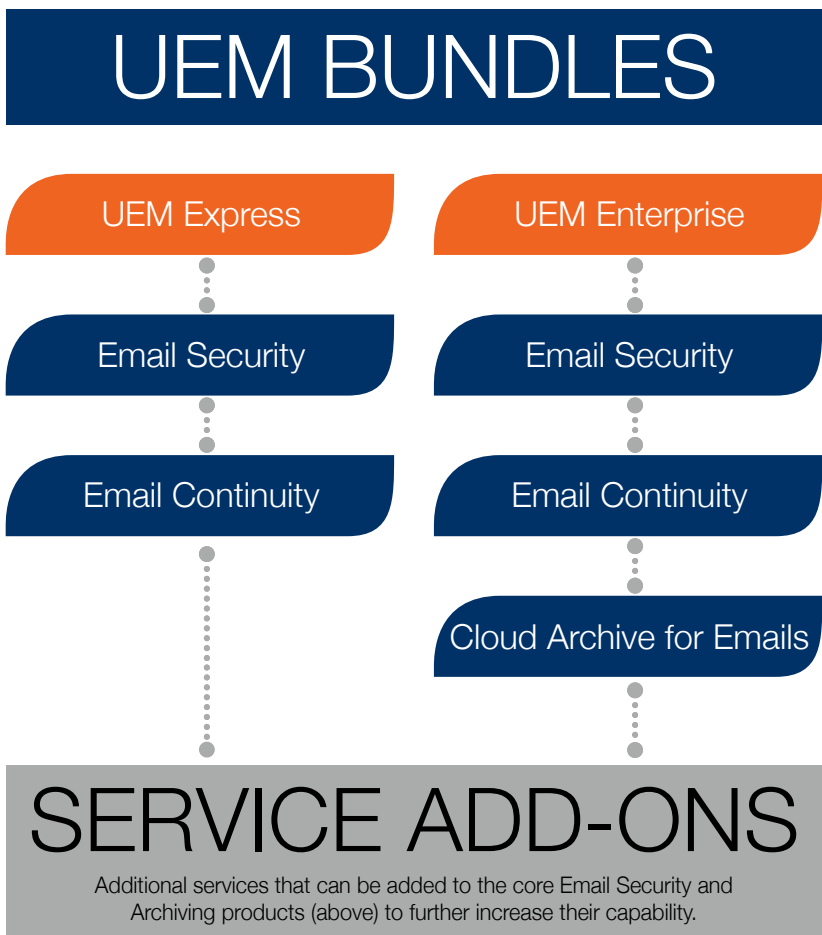 UEM BUNDLES
UEM Express
Email Security
Email Continuity
UEM Enterprise
Email Security
Email Continuity
Cloud Archive for Emails
SERVICE ADD-ONS
Additional services that can be added to the core Email Security and
Archiving products (above) to further increase their capability.